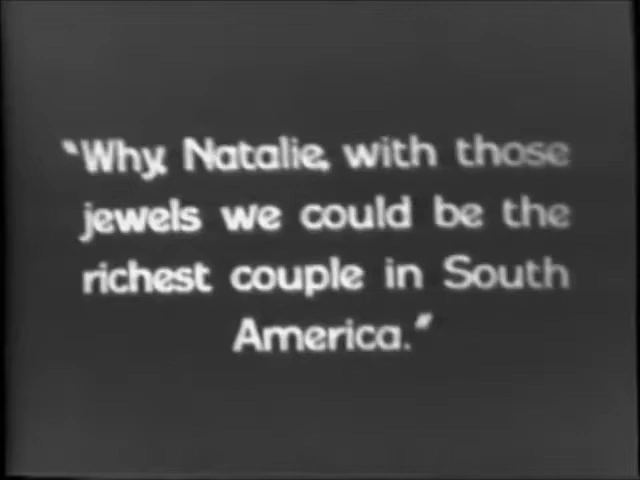 "Why, Natalie, with those
jewels we could be the
richest couple in South
America."